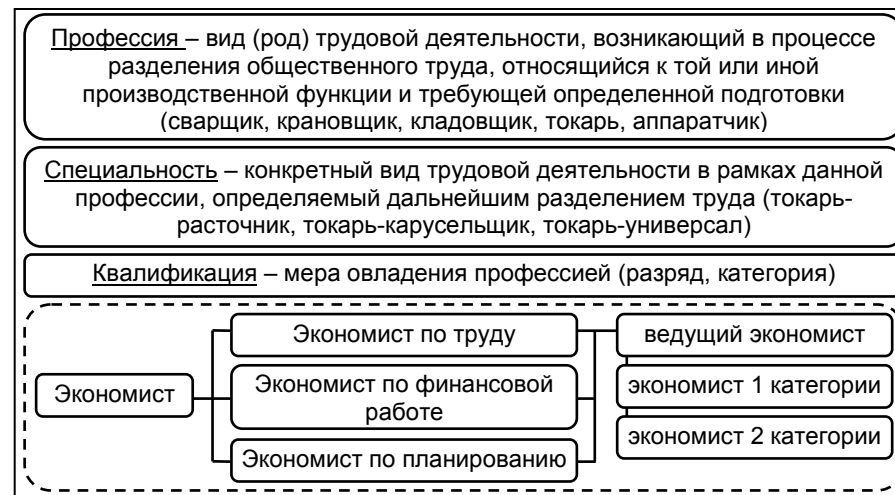 Профессия – вид (род) трудовой деятельности, возникающий в процессе
разделения общественного труда, относящийся к той или иной
производственной функции и требующей определенной подготовки
(сварщик, крановщик, кладовщик, токарь, аппаратчик)
Специальность – конкретный вид трудовой деятельности в рамках данной
профессии, определяемый дальнейшим разделением труда (токарь-
расточник, токарь-карусельщик, токарь-универсал)
Квалификация – мера овладения профессией (разряд, категория)
Экономист
Экономист по труду
Экономист по финансовой
работе
Экономист по планированию
ведущий экономист
экономист 1 категории
экономист 2 категории